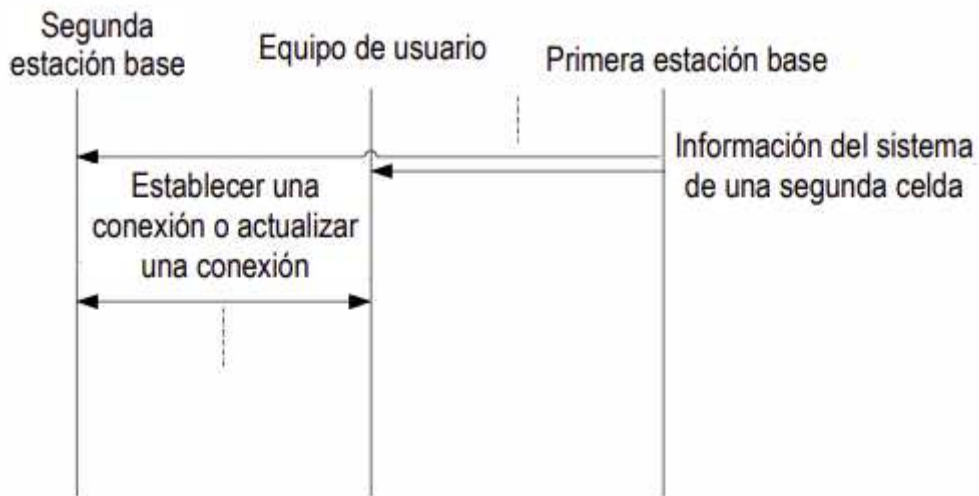 Segunda
estación base
Equipo de usuario
Primera estación base
Información del sistema
de una segunda celda
Establecer una
conexión o actualizar
una conexión